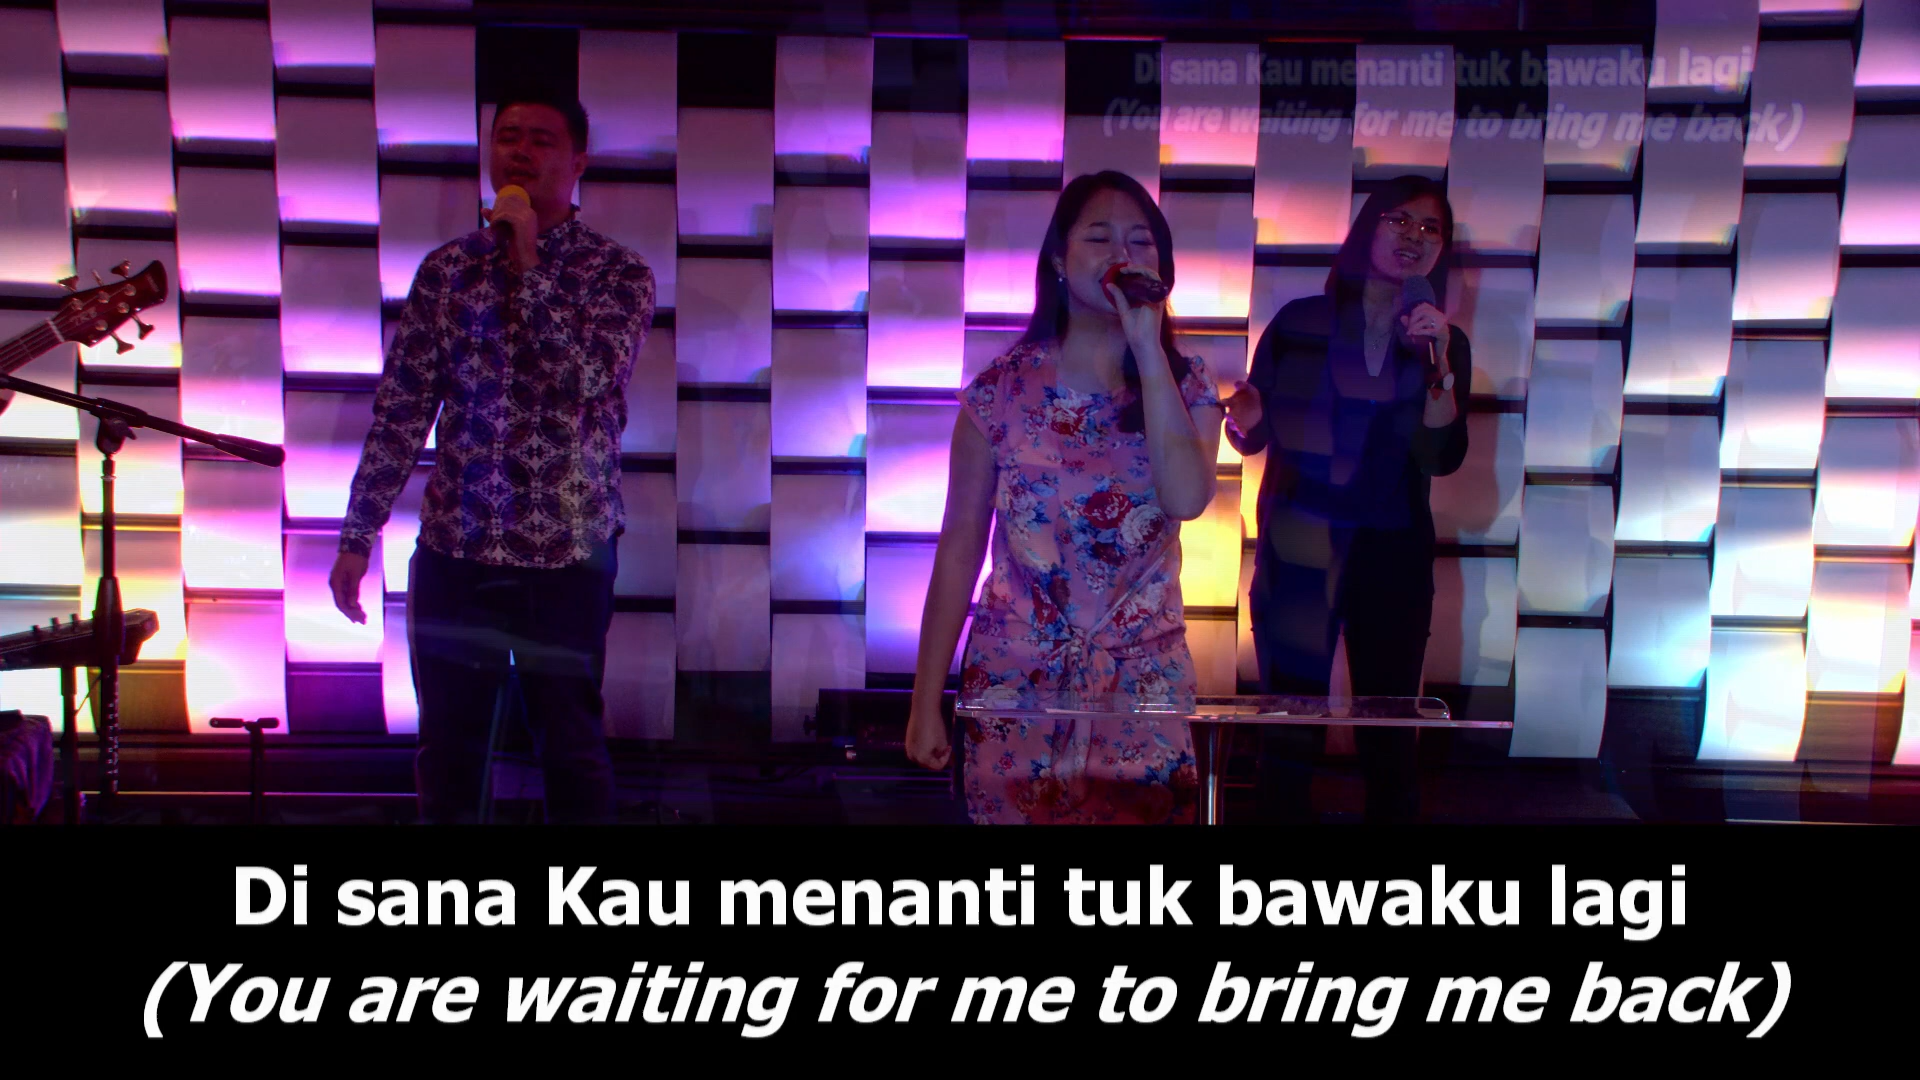 Di sana Kau menanti tuk bawaku lagi
(You are waiting for me to bring me back)
Di sana Kau menanti tuk bawaku lagi
(You are waiting for me to bring me back)